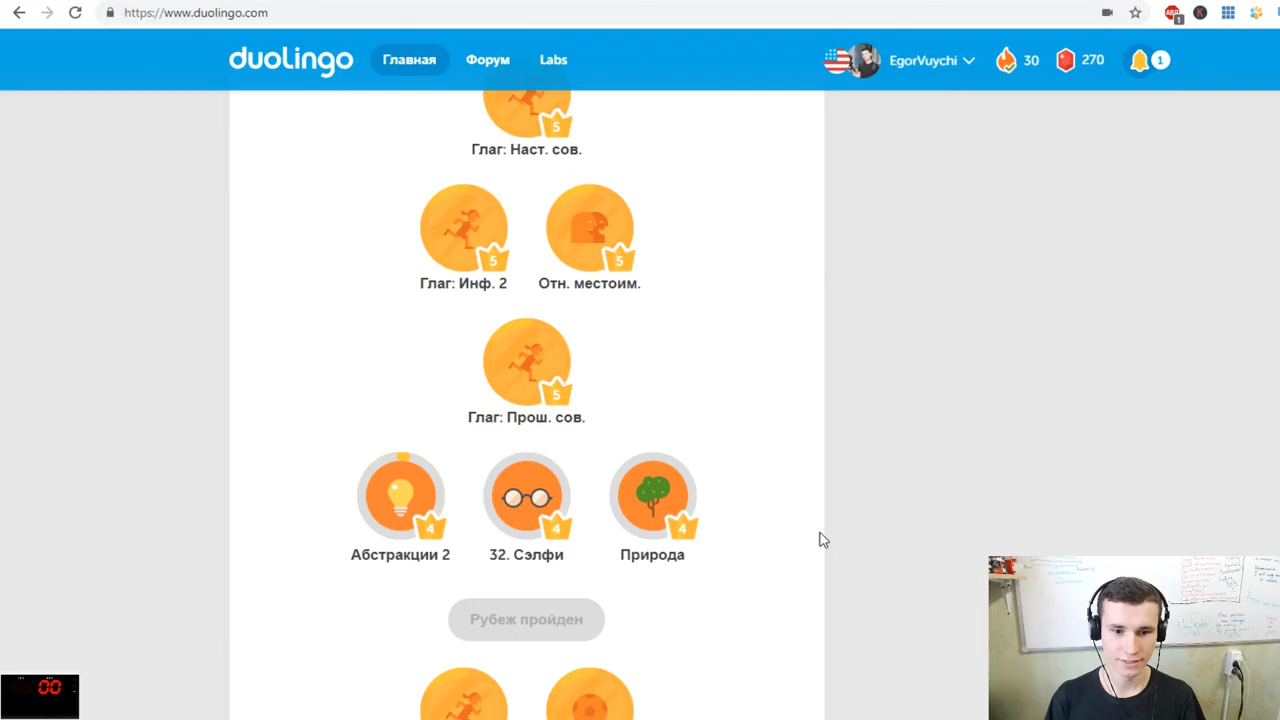 https://www.duolingo.com
ABP
1
K
duolingo
Главная
Форум
Labs
EgorVuychi
30
270
1
5
Глаг: Наст. сов.
5
5
Глаг: Инф. 2
Отн. местоим.
5
Глаг: Прош. сов.
4
4
4
Абстракции 2
32. Сэлфи
Природа
Рубеж пройден
00